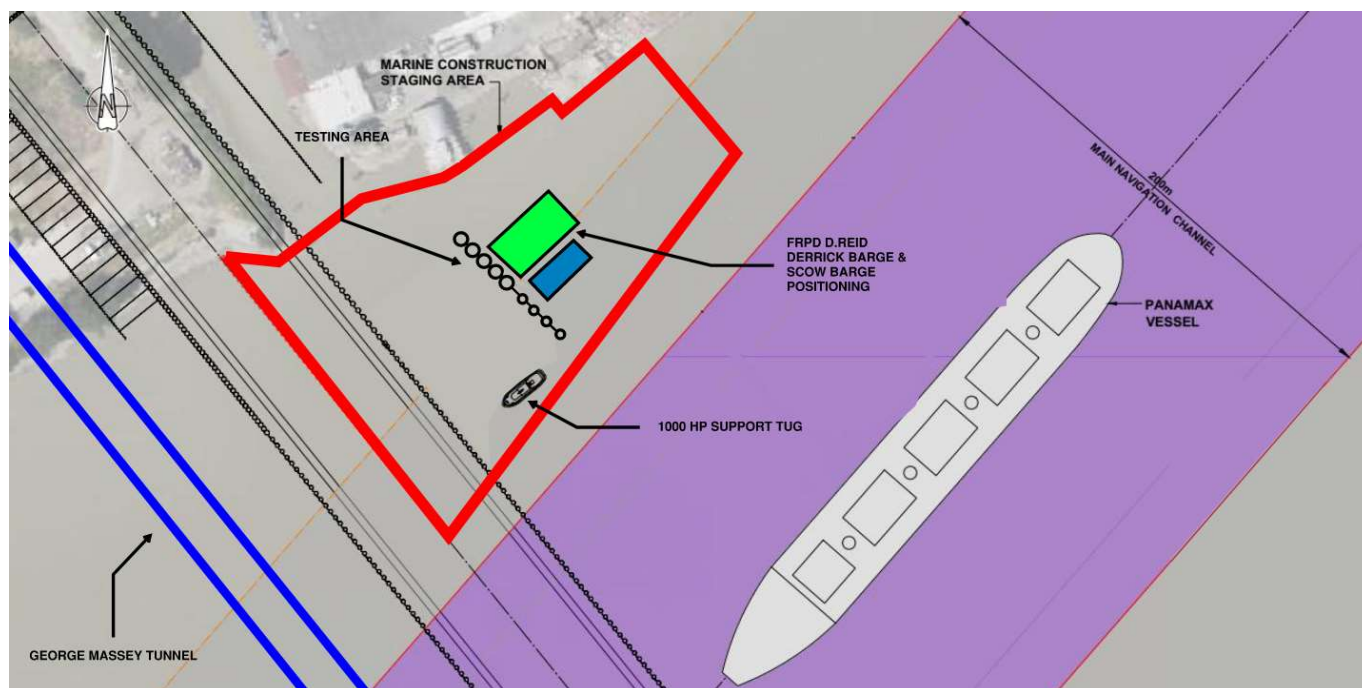 MARINE CONSTRUCTION
STAGING AREA
TESTING AREA
N
200m
MAIN NAVIGATION CHANNEL
FRPD D.REID
DERRICK BARGE &
SCOW BARGE
POSITIONING
PANAMAX
VESSEL
1000 HP SUPPORT TUG
GEORGE MASSEY TUNNEL